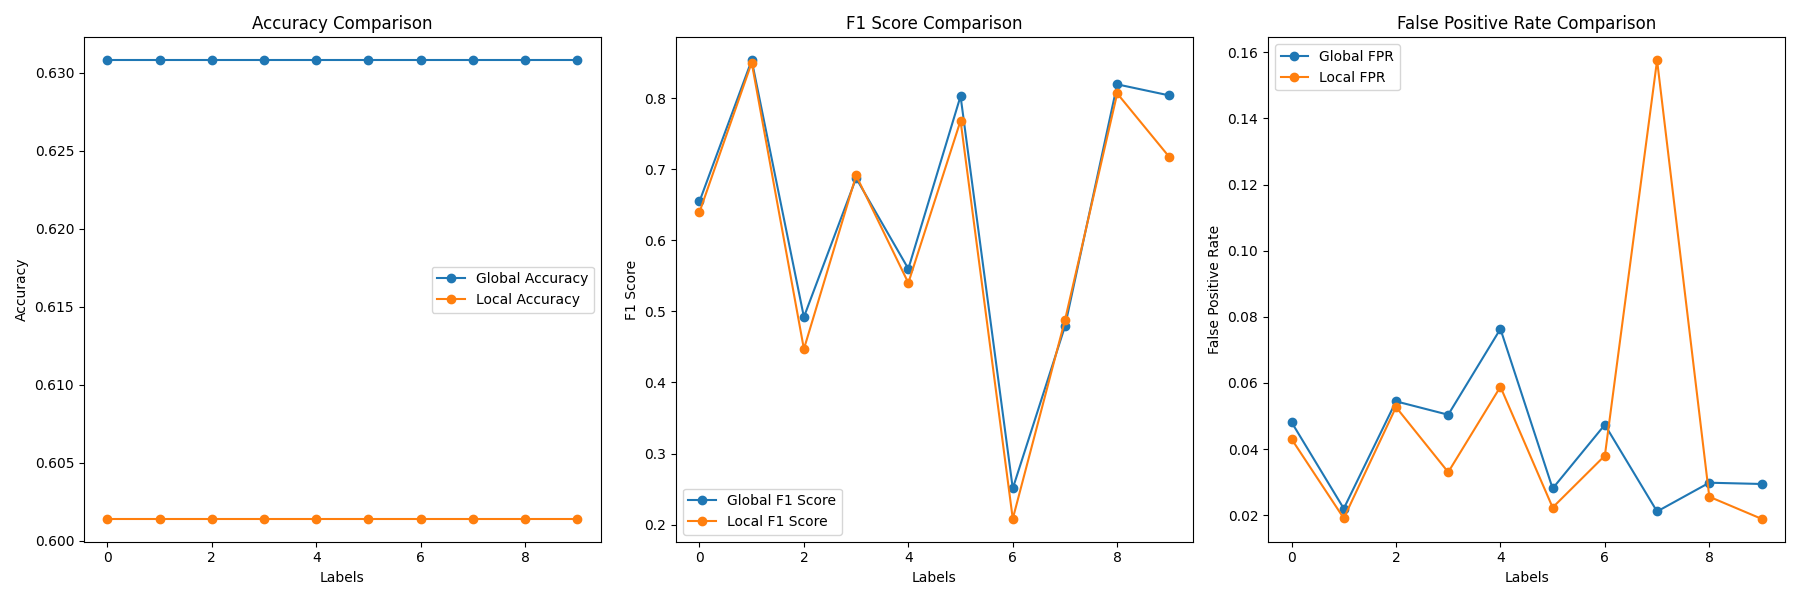 Accuracy Comparison
0.630
0.625
0.620
0.615
0.610
0.605
0.600
Accuracy
Global Accuracy
Local Accuracy
0 2 4 6 8
Labels
F1 Score Comparison
0.8
0.7
0.6
0.5
0.4
0.3
0.2
F1 Score
Global F1 Score
Local F1 Score
0 2 4 6 8
Labels
False Positive Rate Comparison
0.16
0.14
0.12
0.10
0.08
0.06
0.04
0.02
False Positive Rate
Global FPR
Local FPR
0 2 4 6 8
Labels